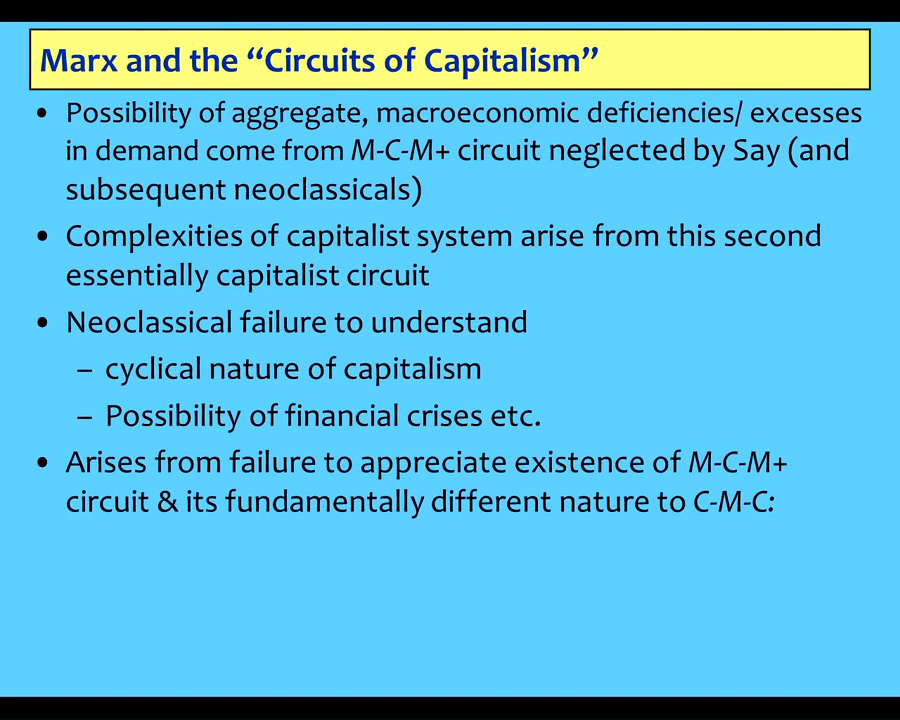 Marx and the “Circuits of Capitalism”
• Possibility of aggregate, macroeconomic deficiencies/ excesses
in demand come from M-C-M+ circuit neglected by Say (and
subsequent neoclassicals)
• Complexities of capitalist system arise from this second
essentially capitalist circuit
• Neoclassical failure to understand
– cyclical nature of capitalism
– Possibility of financial crises etc.
• Arises from failure to appreciate existence of M-C-M+
circuit & its fundamentally different nature to C-M-C: